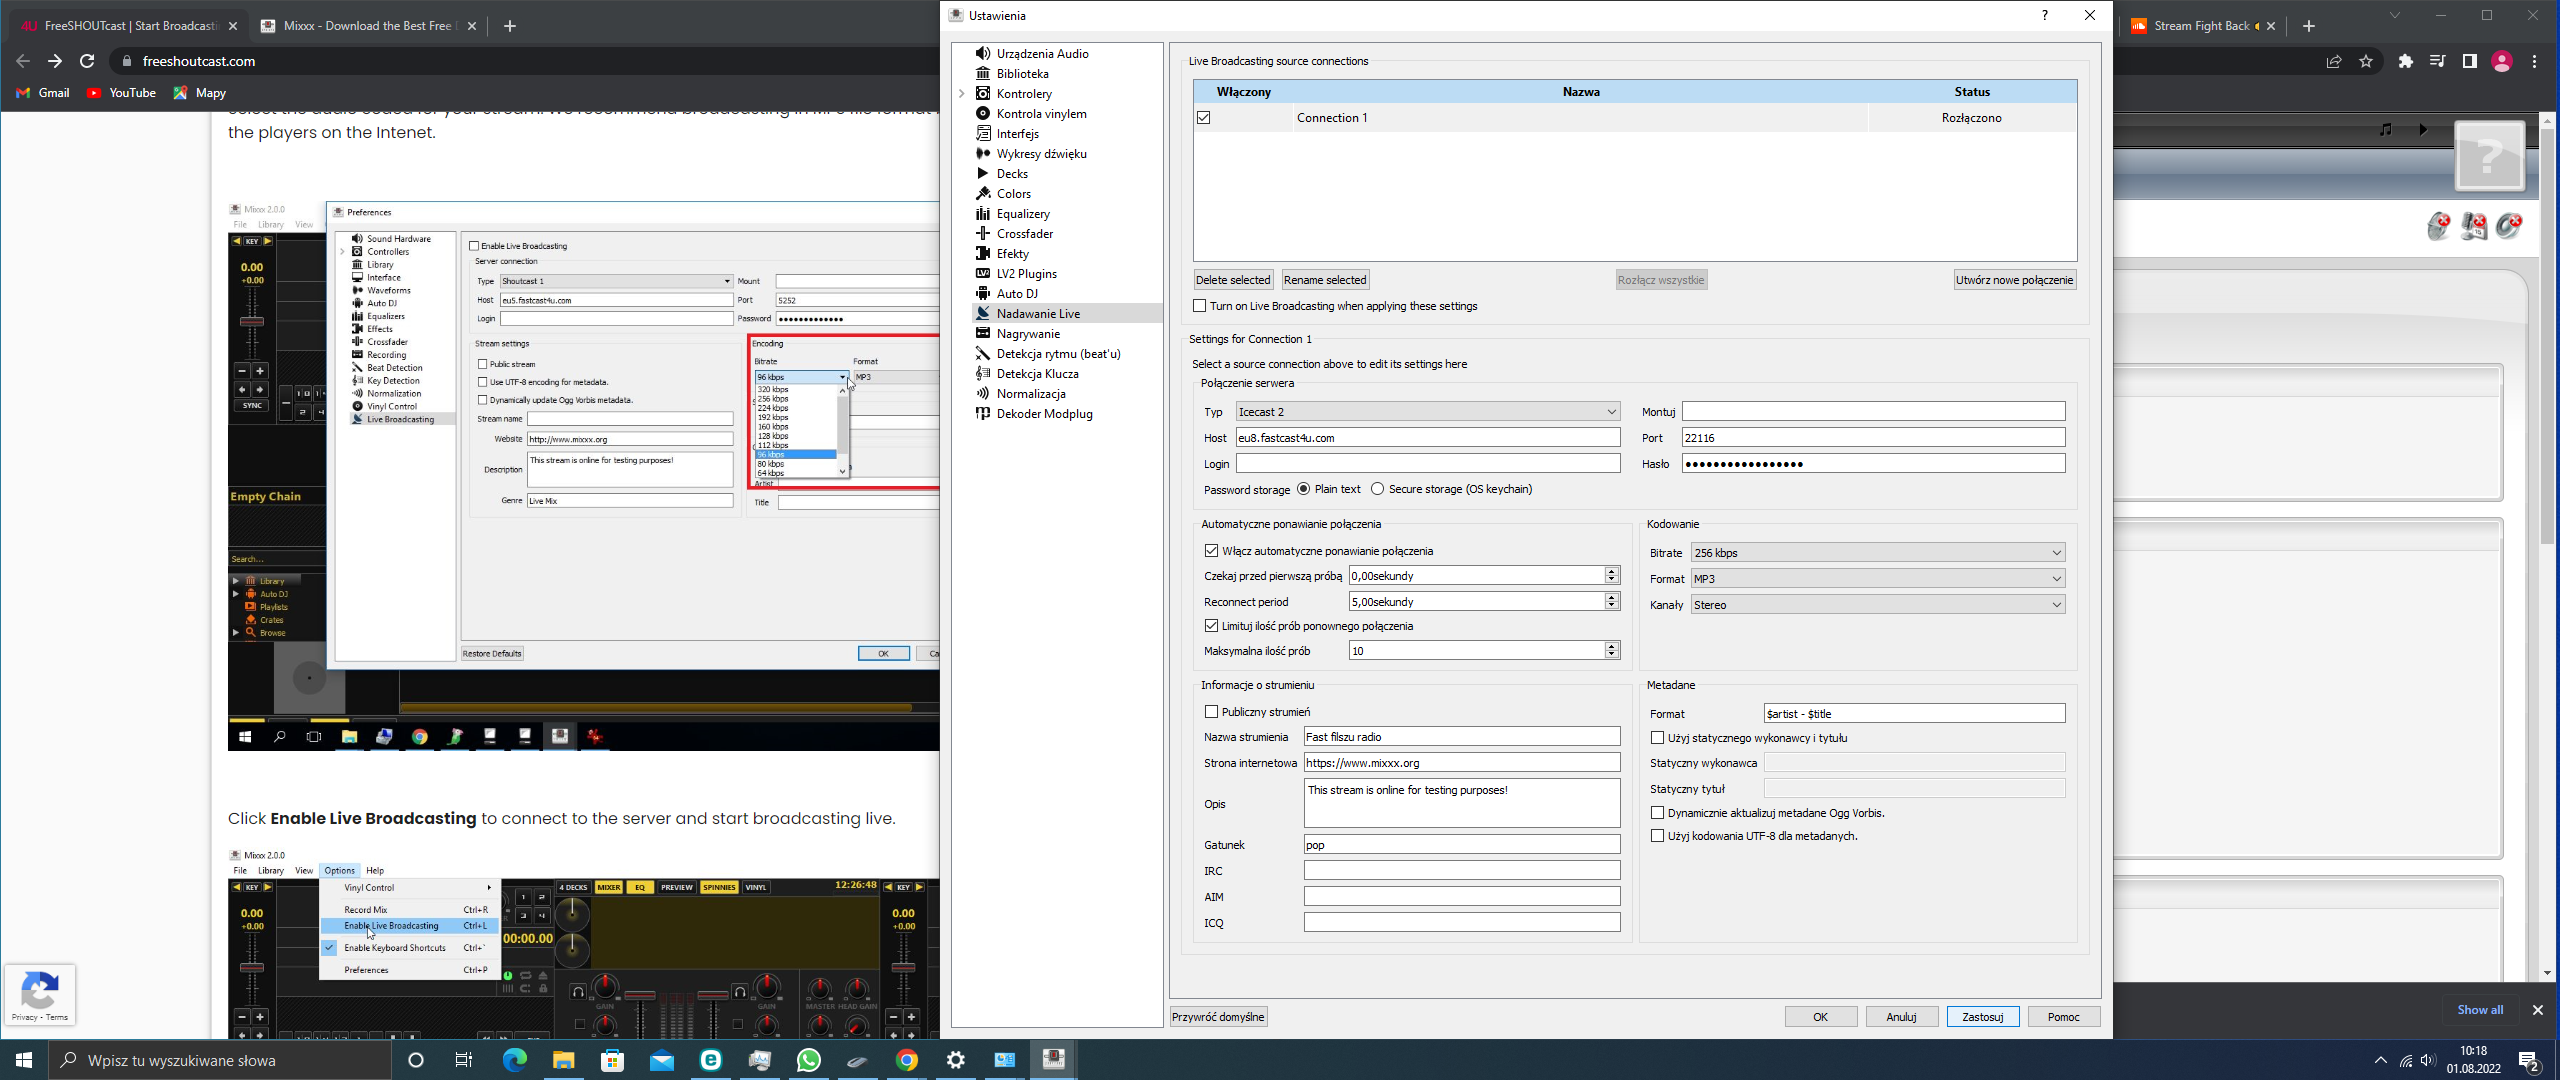 FreeSHOUTcast | Start Broadcasti
Mixxx - Download the Best Free
freeshoutcast.com
Gmail
YouTube
Mapy
the players on the Intenet.
Mixxx 2.0.0
File Library View
Preferences
KEY
0.00
+0.00
SYNC
Sound Hardware
Controllers
Library
Interface
Waveforms
Auto DJ
Equalizers
Effects
Crossfader
Recording
Beat Detection
Key Detection
Normalization
Vinyl Control
Live Broadcasting
Enable Live Broadcasting
Server connection
Type Shoutcast 1 Mount
Host eu5.fastcast4u.com Port 5252
Login Password •••••••••••••
Stream settings
Public stream
Use UTF-8 encoding for metadata.
Dynamically update Ogg Vorbis metadata.
Stream name
Website http://www.mixxx.org
Description This stream is online for testing purposes!
Genre Live Mix
Encoding
Bitrate Format
96 kbps MP3
320 kbps
256 kbps
224 kbps
192 kbps
160 kbps
128 kbps
112 kbps
96 kbps
80 kbps
64 kbps
Artist
Title
Restore Defaults
OK
Ca
Empty Chain
Search...
Library
Auto DJ
Playlists
Crates
Browse
Click Enable Live Broadcasting to connect to the server and start broadcasting live.
Mixxx 2.0.0
File Library View Options Help
Vinyl Control
Record Mix Ctrl+R
Enable Live Broadcasting Ctrl+L
Enable Keyboard Shortcuts Ctrl+`
Preferences Ctrl+P
KEY
0.00
+0.00
4 DECKS MIXER EQ PREVIEW SPINNIES VINYL 12:26:48
00:00.00
GAIN GAIN MASTER HEAD GAIN
KEY
0.00
+0.00
Privacy - Terms
Ustawienia
Urządzenia Audio
Biblioteka
Kontrolery
Kontrola vinylem
Interfejs
Wykresy dźwięku
Decks
Colors
Equalizery
Crossfader
Efekty
LV2 Plugins
Auto DJ
Nadawanie Live
Nagrywanie
Detekcja rytmu (beat'u)
Detekcja Klucza
Normalizacja
Dekoder Modplug
Live Broadcasting source connections
Włączony Nazwa Status
Connection 1 Rozłączono
Delete selected Rename selected Rozłącz wszystkie Utwórz nowe połączenie
Turn on Live Broadcasting when applying these settings
Settings for Connection 1
Select a source connection above to edit its settings here
Połączenie serwera
Typ Icecast 2 Montuj
Host eu8.fastcast4u.com Port 22116
Login Hasło •••••••••••••••••
Password storage Plain text Secure storage (OS keychain)
Automatyczne ponawianie połączenia
Włącz automatyczne ponawianie połączenia
Czekaj przed pierwszą próbą 0,00sekundy
Reconnect period 5,00sekundy
Limituj ilość prób ponownego połączenia
Maksymalna ilość prób 10
Kodowanie
Bitrate 256 kbps
Format MP3
Kanały Stereo
Informacje o strumieniu
Publiczny strumień
Nazwa strumienia Fast filszu radio
Strona internetowa https://www.mixxx.org
Opis This stream is online for testing purposes!
Gatunek pop
IRC
AIM
ICQ
Metadane
Format $artist - $title
Użyj statycznego wykonawcy i tytułu
Statyczny wykonawca
Statyczny tytuł
Dynamicznie aktualizuj metadane Ogg Vorbis.
Użyj kodowania UTF-8 dla metadanych.
Przywróć domyślne OK Anuluj Zastosuj Pomoc
Stream Fight Back
Show all
Wpisz tu wyszukiwane słowa
10:18
01.08.2022
2